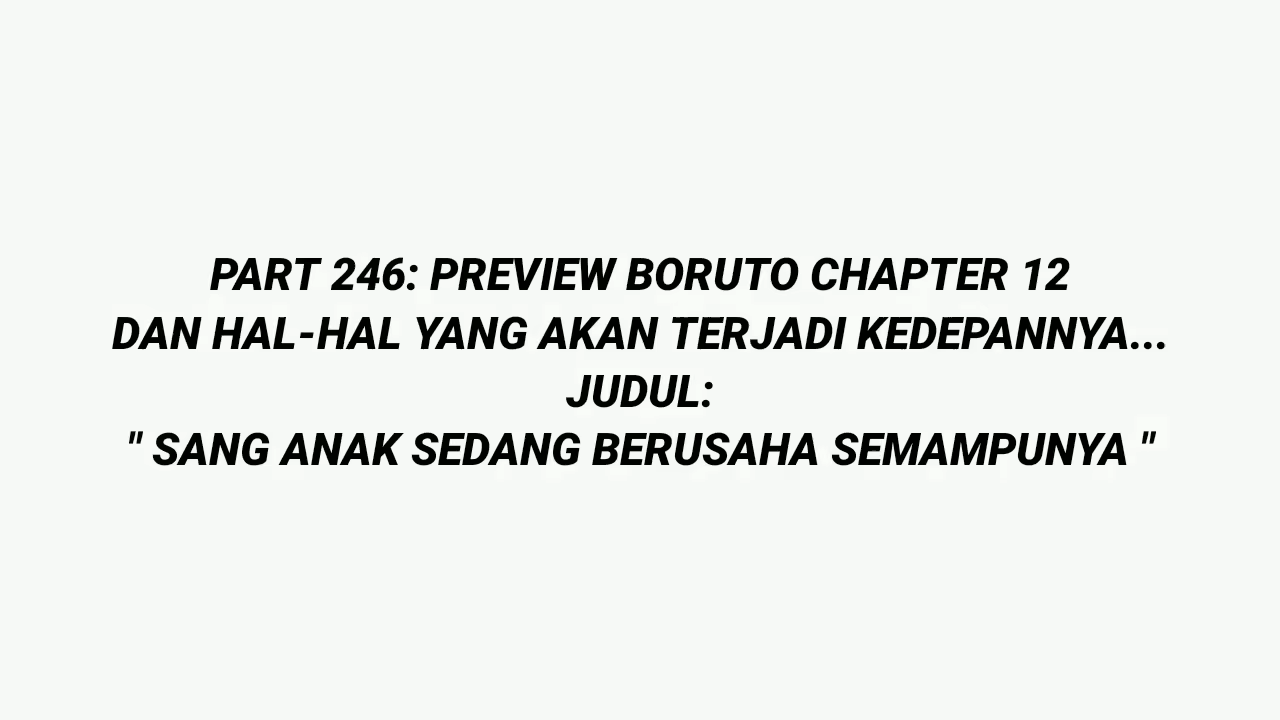 PART 246: PREVIEW BORUTO CHAPTER 12
DAN HAL-HAL YANG AKAN TERJADI KEDEPANNYA...
JUDUL:
" SANG ANAK SEDANG BERUSAHA SEMAMPUNYA "